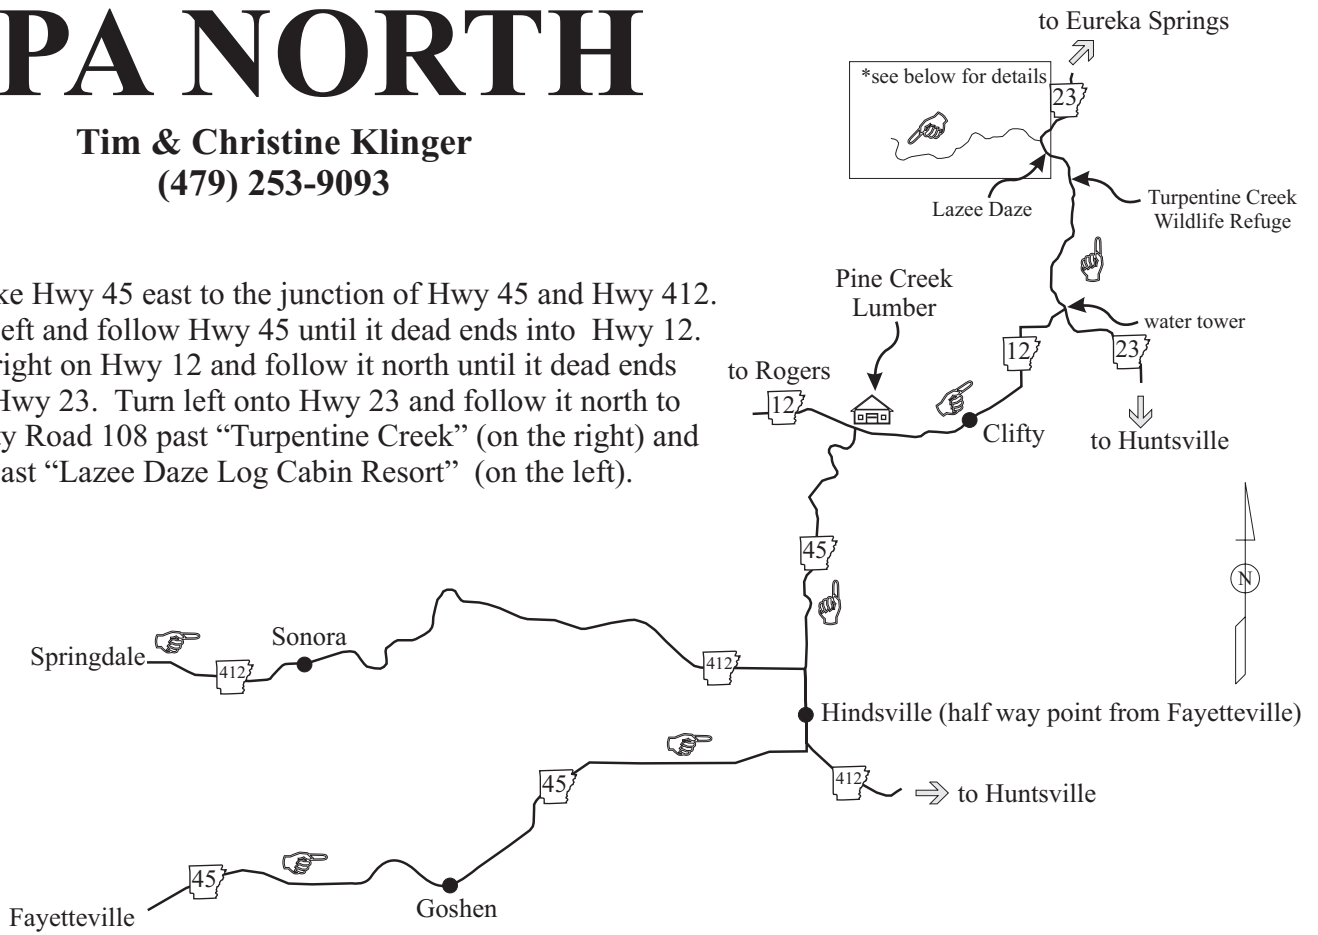 PA NORTH
Tim & Christine Klinger
(479) 253-9093
ke Hwy 45 east to the junction of Hwy 45 and Hwy 412.
eft and follow Hwy 45 until it dead ends into Hwy 12.
right on Hwy 12 and follow it north until it dead ends
Hwy 23. Turn left onto Hwy 23 and follow it north to
ty Road 108 past “Turpentine Creek” (on the right) and
ast “Lazee Daze Log Cabin Resort” (on the left).
to Eureka Springs
*see below for details
23
Lazee Daze
Turpentine Creek
Wildlife Refuge
Pine Creek
Lumber
water tower
12
23
to Rogers
12
Clifty
to Huntsville
45
N
Springdale
412
Sonora
412
Hindsville (half way point from Fayetteville)
45
412
to Huntsville
45
Goshen
Fayetteville